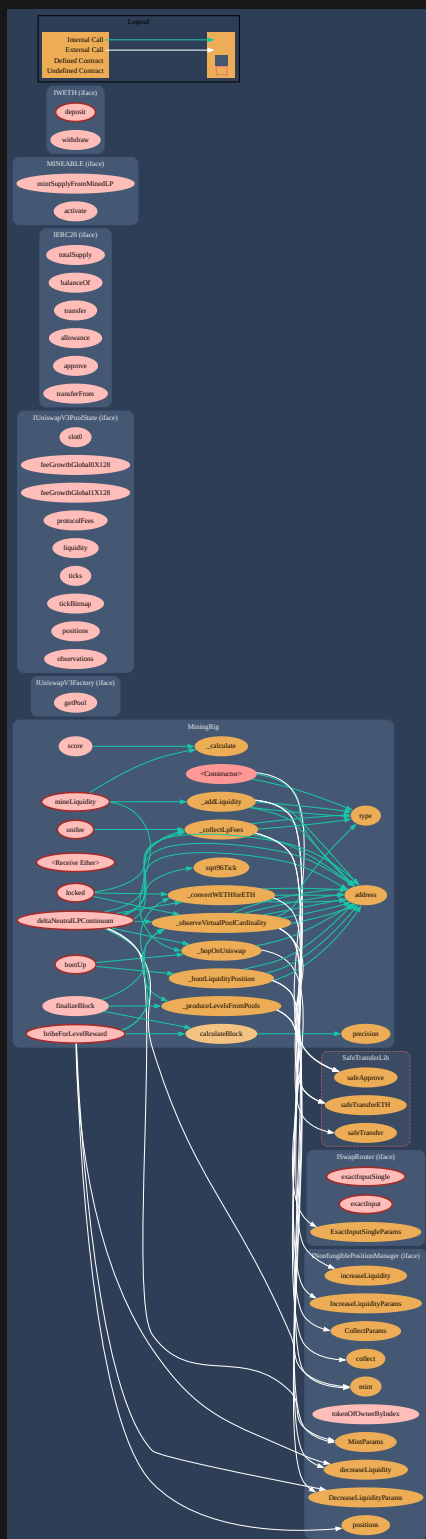 Legend
Internal Call
External Call
Defined Contract
Undefined Contract
IWETH (iface)
deposit
withdraw
MINEABLE (iface)
mintSupplyFromMinedLP
activate
IERC20 (iface)
totalSupply
balanceOf
transfer
allowance
approve
transferFrom
IUniswapV3PoolState (iface)
slot0
feeGrowthGlobal0X128
feeGrowthGlobal1X128
protocolFees
liquidity
ticks
tickBitmap
positions
observations
IUniswapV3Factory (iface)
getPool
MiningRig
score
_calculate
<Constructor>
mineLiquidity
_addLiquidity
type
unifee
_collectLpFees
<Receive Ether>
sqrt96Tick
locked
_convertWETHforETH
address
deltaNeutralLPContinuum
_observeVirtualPoolCardinality
_hopOnUniswap
bootUp
_bootLiquidityPosition
finalizeBlock
_produceLevelsFromPools
bribeForLevelReward
calculateBlock
precision
SafeTransferLib
safeApprove
safeTransferETH
safeTransfer
ISwapRouter (iface)
exactInputSingle
exactInput
ExactInputSingleParams
INonfungiblePositionManager (iface)
increaseLiquidity
IncreaseLiquidityParams
CollectParams
collect
mint
tokenOfOwnerByIndex
MintParams
decreaseLiquidity
DecreaseLiquidityParams
positions